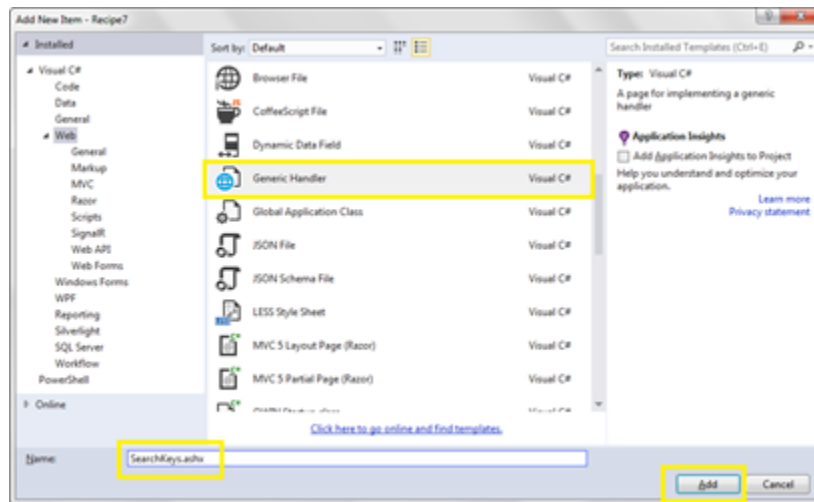 Add New Item - Recipe7
Installed
Sort by: Default
Search Installed Templates (Ctrl+E)
Visual C#
Code
Data
General
Web
General
Markup
MVC
Razor
Scripts
SignalR
Web API
Web Forms
Windows Forms
WPF
Reporting
Silverlight
SQL Server
Workflow
PowerShell
Online
Browser File Visual C#
CoffeeScript File Visual C#
Dynamic Data Field Visual C#
Generic Handler Visual C#
Global Application Class Visual C#
JSON File Visual C#
JSON Schema File Visual C#
LESS Style Sheet Visual C#
MVC 5 Layout Page (Razor) Visual C#
MVC 5 Partial Page (Razor) Visual C#
Click here to go online and find templates.
Type: Visual C#
A page for implementing a generic
handler
Application Insights
Add Application Insights to Project
Help you understand and optimize your
application.
Learn more
Privacy statement
Name: SearchKeys.ashx
Add Cancel